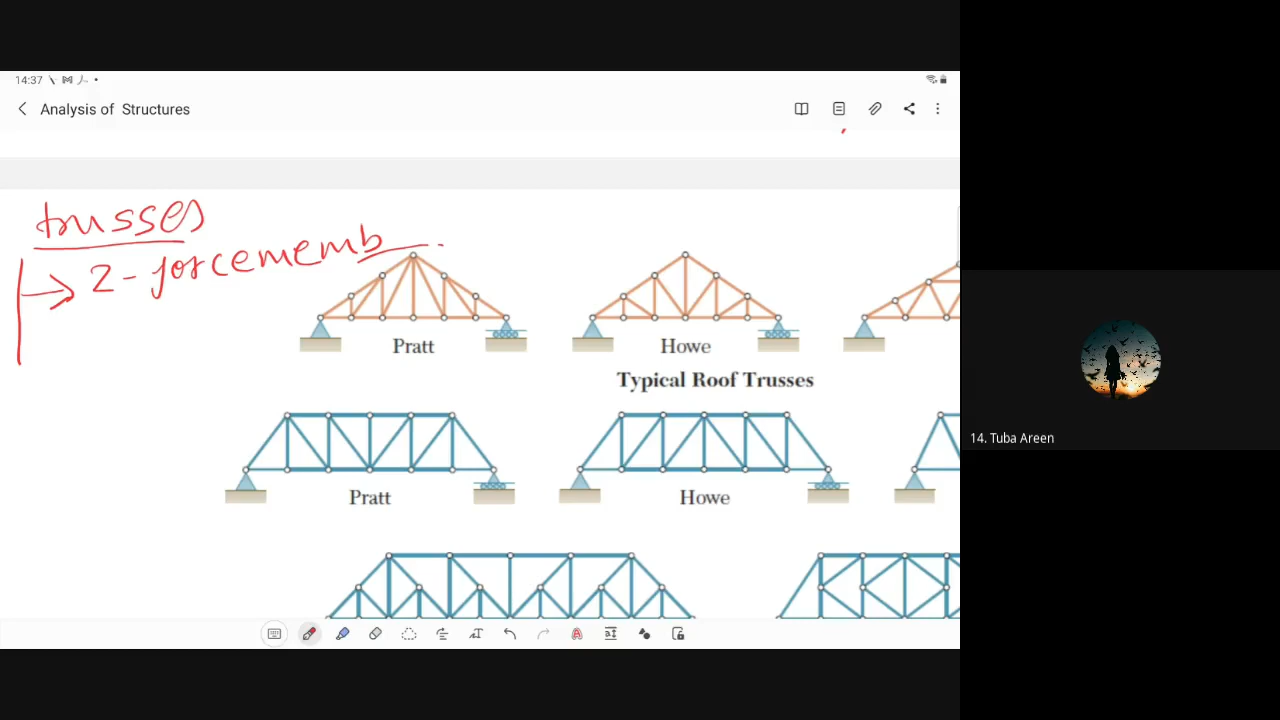 14:37
Analysis of Structures
trusses
2-forcememb
Pratt
Howe
Typical Roof Trusses
Pratt
Howe
14. Tuba Areen